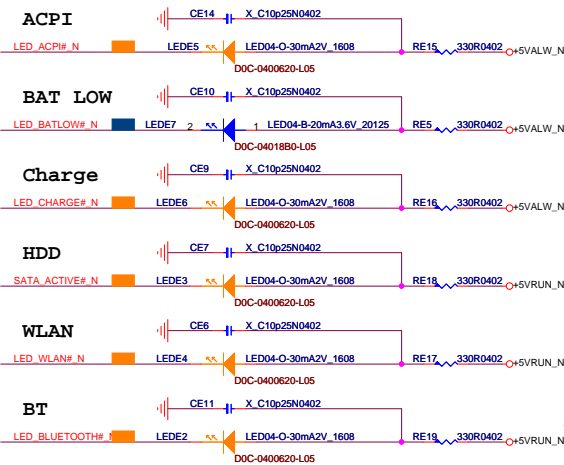 ACPI
CE14 X_C10p25N0402
LED_ACPI#_N LEDE5 LED04-O-30mA2V_1608 RE15 330R0402 +5VALW_N
D0C-0400620-L05
BAT LOW
CE10 X_C10p25N0402
LED_BATLOW#_N LEDE7 2 1 LED04-B-20mA3.6V_20125 RE5 330R0402 +5VALW_N
D0C-04018B0-L05
Charge
CE9 X_C10p25N0402
LED_CHARGE#_N LEDE6 LED04-O-30mA2V_1608 RE16 330R0402 +5VALW_N
D0C-0400620-L05
HDD
CE7 X_C10p25N0402
SATA_ACTIVE#_N LEDE3 LED04-O-30mA2V_1608 RE18 330R0402 +5VRUN_N
D0C-0400620-L05
WLAN
CE6 X_C10p25N0402
LED_WLAN#_N LEDE4 LED04-O-30mA2V_1608 RE17 330R0402 +5VRUN_N
D0C-0400620-L05
BT
CE11 X_C10p25N0402
LED_BLUETOOTH#_N LEDE2 LED04-O-30mA2V_1608 RE19 330R0402 +5VRUN_N
D0C-0400620-L05